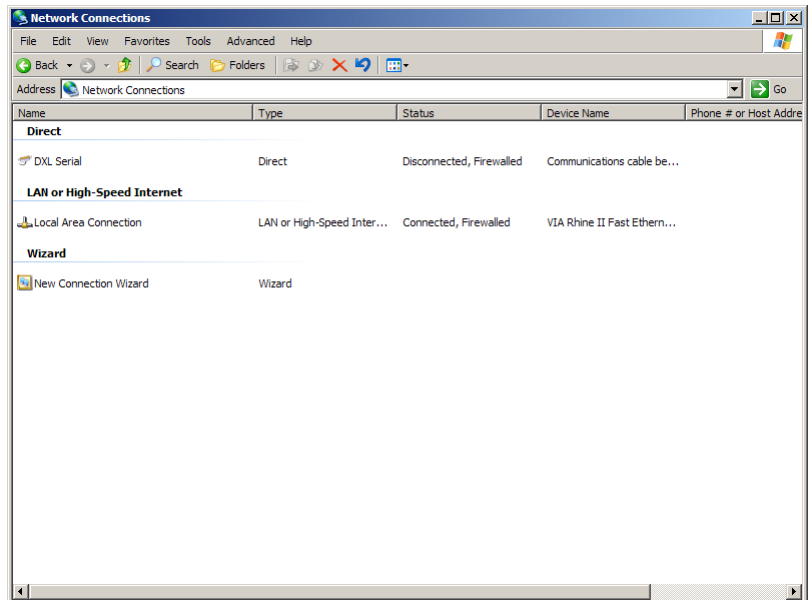 Network Connections
File Edit View Favorites Tools Advanced Help
Back Search Folders
Address Network Connections Go
Name Type Status Device Name Phone # or Host Addre
Direct
DXL Serial Direct Disconnected, Firewalled Communications cable be...
LAN or High-Speed Internet
Local Area Connection LAN or High-Speed Inter... Connected, Firewalled VIA Rhine II Fast Ethern...
Wizard
New Connection Wizard Wizard